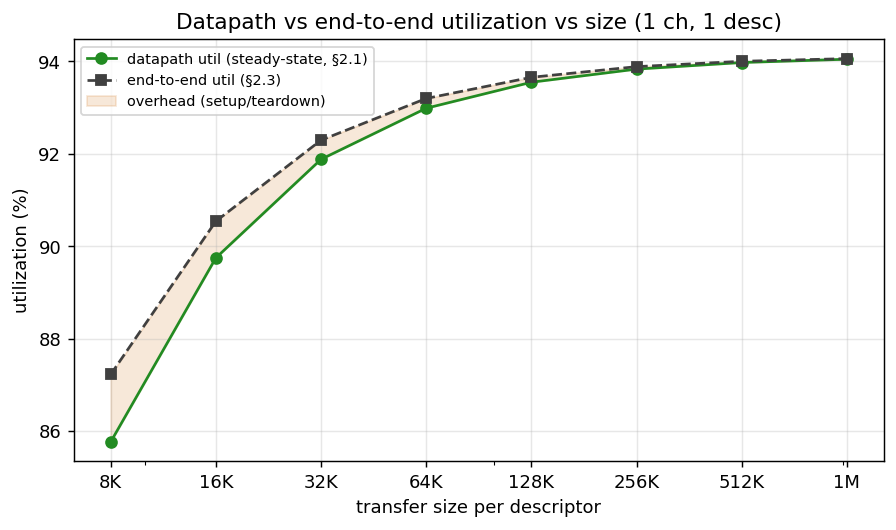 Datapath vs end-to-end utilization vs size (1 ch, 1 desc)
datapath util (steady-state, §2.1)
end-to-end util (§2.3)
overhead (setup/teardown)
utilization (%)
94
92
90
88
86
8K 16K 32K 64K 128K 256K 512K 1M
transfer size per descriptor